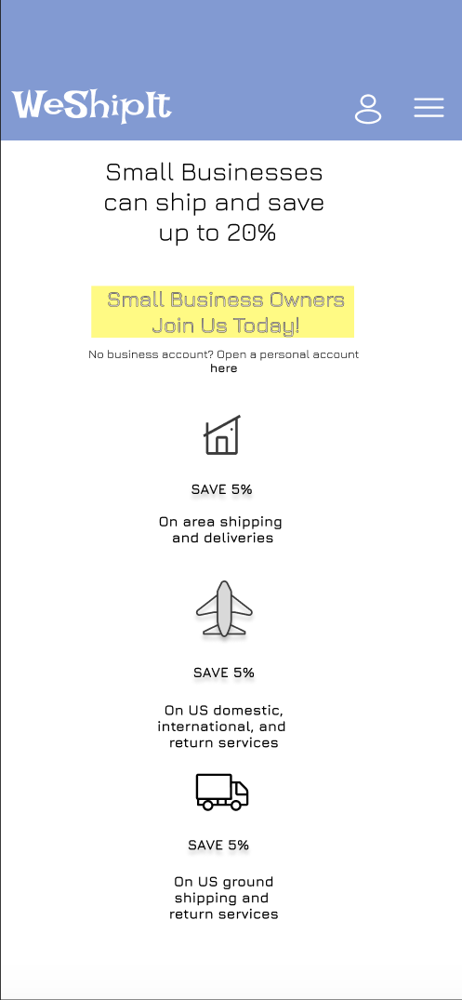 WeShipIt
Small Businesses
can ship and save
up to 20%
Small Business Owners
Join Us Today!
No business account? Open a personal account
here
SAVE 5%
On area shipping
and deliveries
SAVE 5%
On US domestic,
international, and
return services
SAVE 5%
On US ground
shipping and
return services